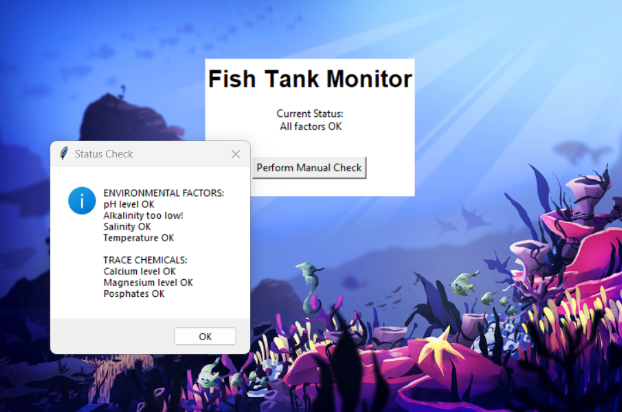 Fish Tank Monitor
Current Status:
All factors OK
Perform Manual Check
Status Check
ENVIRONMENTAL FACTORS:
pH level OK
Alkalinity too low!
Salinity OK
Temperature OK
TRACE CHEMICALS:
Calcium level OK
Magnesium level OK
Posphates OK
OK